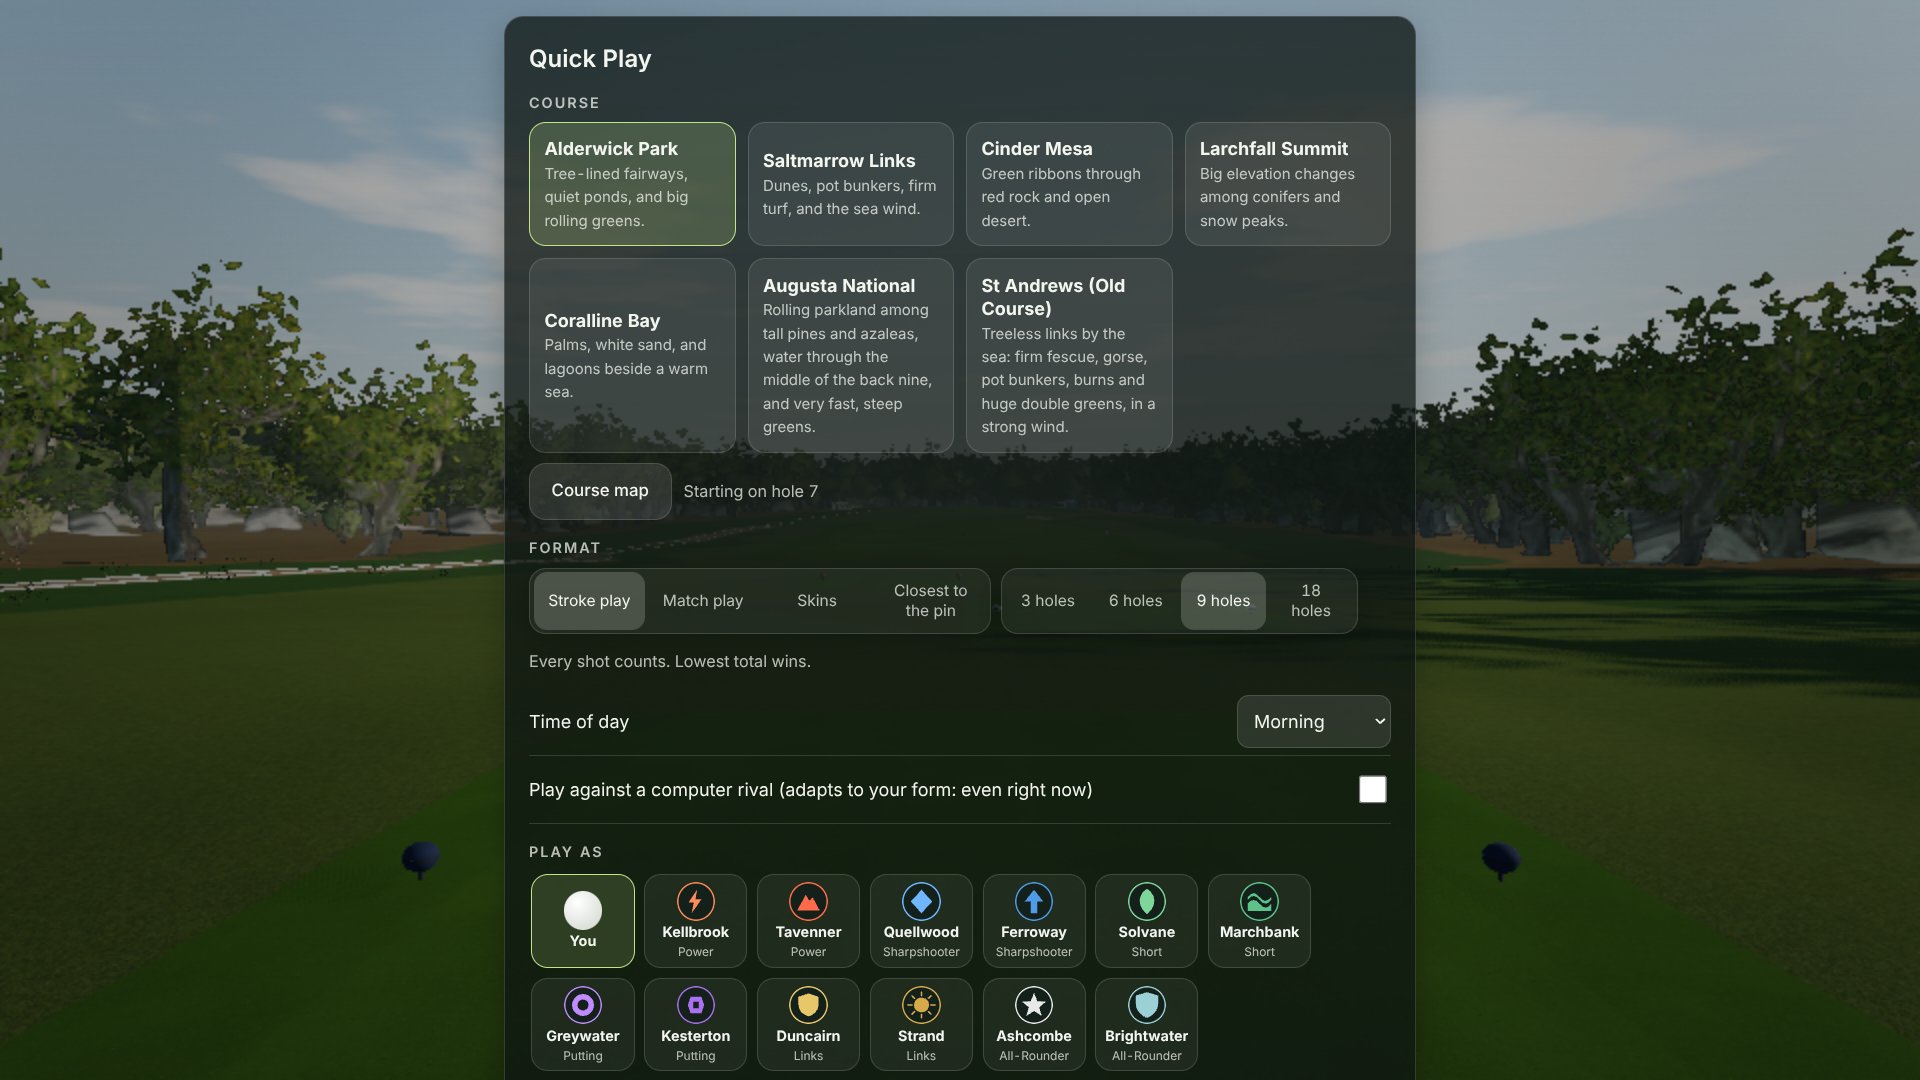 Quick Play
COURSE
Alderwick Park
Tree-lined fairways,
quiet ponds, and big
rolling greens.
Saltmarrow Links
Dunes, pot bunkers, firm
turf, and the sea wind.
Cinder Mesa
Green ribbons through
red rock and open
desert.
Larchfall Summit
Big elevation changes
among conifers and
snow peaks.
Coralline Bay
Palms, white sand, and
lagoons beside a warm
sea.
Augusta National
Rolling parkland among
tall pines and azaleas,
water through the
middle of the back nine,
and very fast, steep
greens.
St Andrews (Old
Course)
Treeless links by the
sea: firm fescue, gorse,
pot bunkers, burns and
huge double greens, in a
strong wind.
Course map
Starting on hole 7
FORMAT
Stroke play
Match play
Skins
Closest to
the pin
3 holes
6 holes
9 holes
18
holes
Every shot counts. Lowest total wins.
Time of day
Morning
Play against a computer rival (adapts to your form: even right now)
PLAY AS
You
Kellbrook
Power
Tavenner
Power
Quellwood
Sharpshooter
Ferroway
Sharpshooter
Solvane
Short
Marchbank
Short
Greywater
Putting
Kesterton
Putting
Duncairn
Links
Strand
Links
Ashcombe
All-Rounder
Brightwater
All-Rounder